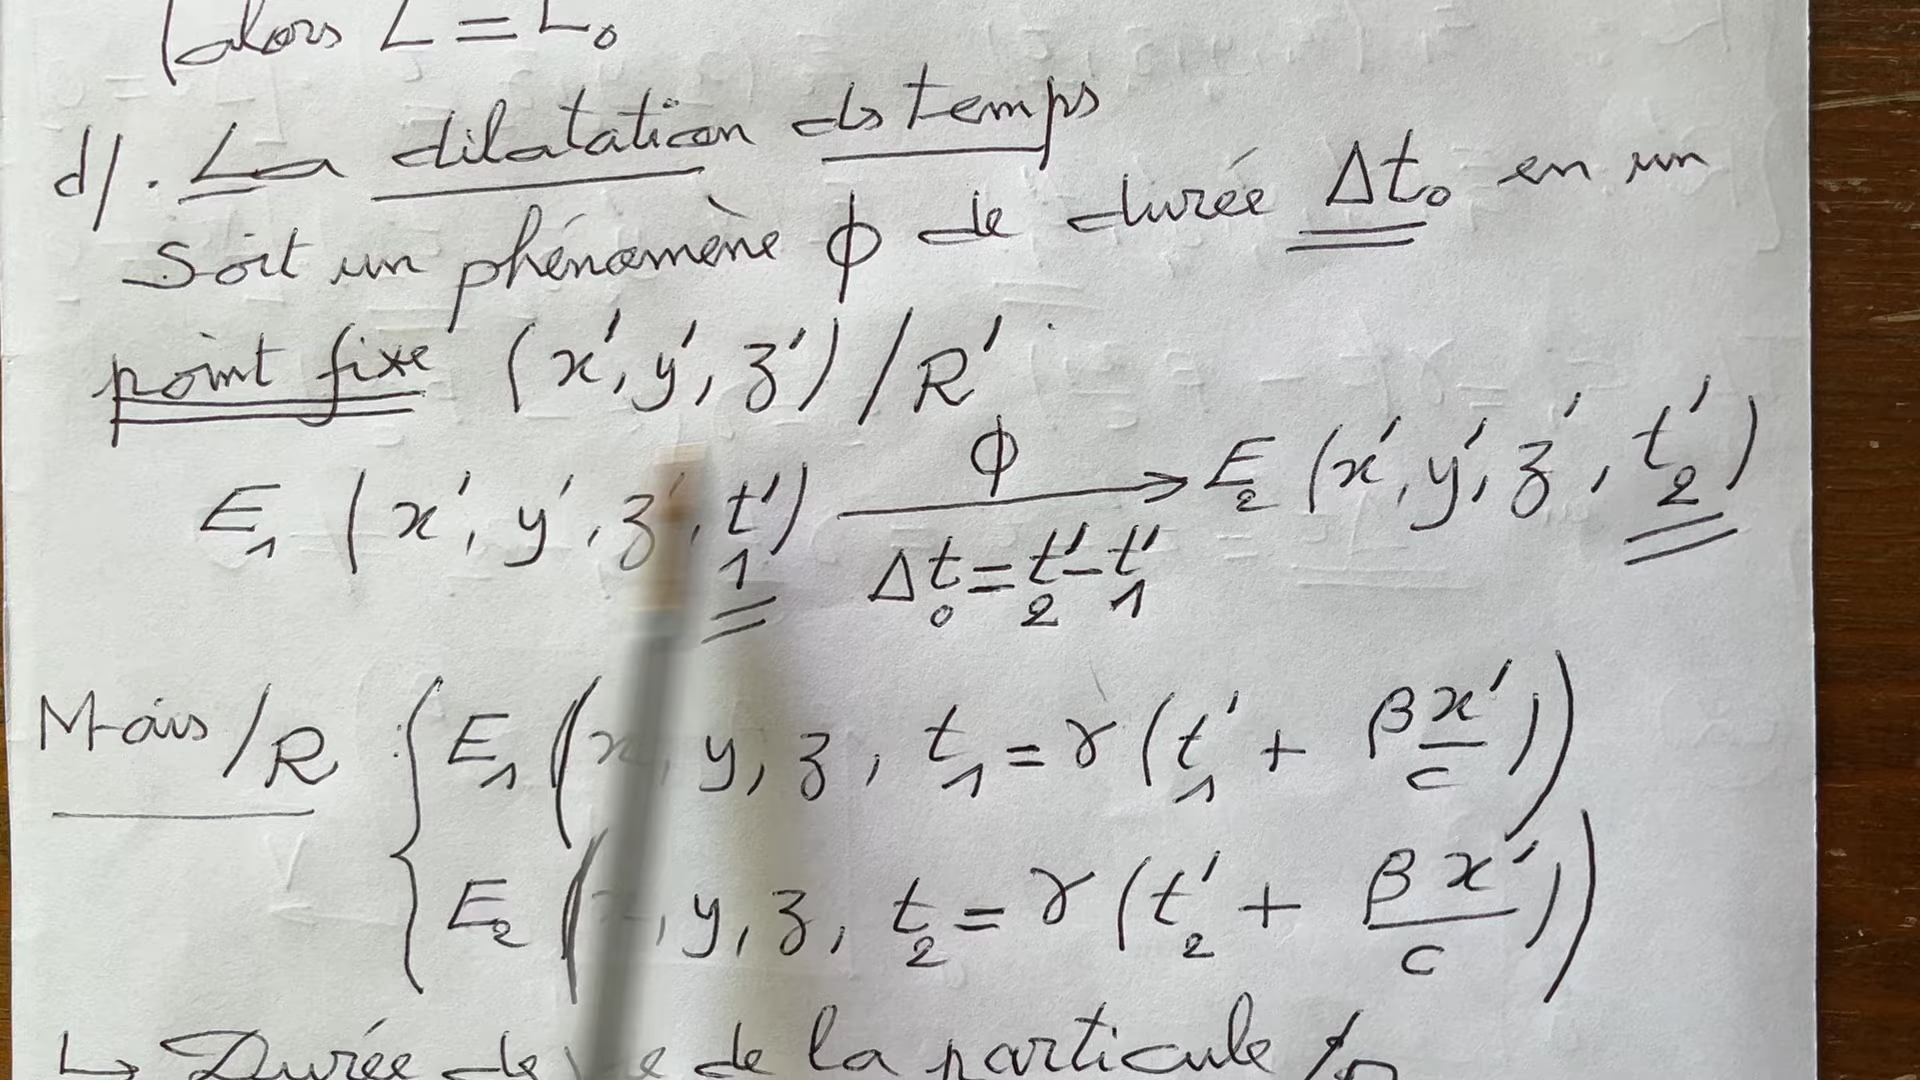 alors L = L₀
d/. La dilatation ds temps
Soit un phénomène ϕ de durée Δt₀ en un
point fixe (x', y', z') /R'
E₁ (x', y', z', t'₁) —ϕ→ E₂ (x', y', z', t'₂)
Δt₀ = t'₂ - t'₁
Mais /R { E₁ (x, y, z, t₁ = γ (t'₁ + βx'/c))
E₂ (x, y, z, t₂ = γ (t'₂ + βx'/c))
↳ Durée de de la particule /R